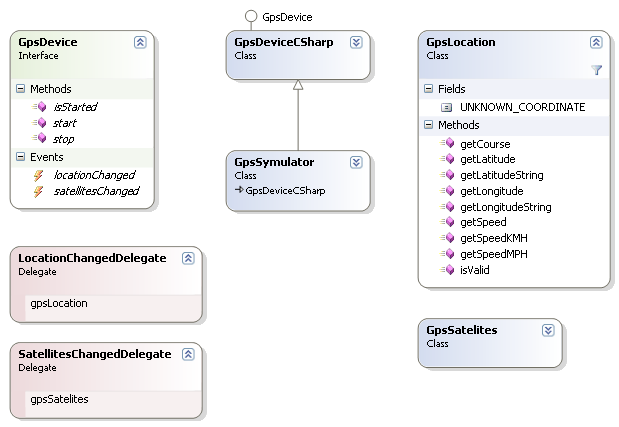 GpsDevice
GpsDevice
Interface
Methods
isStarted
start
stop
Events
locationChanged
satellitesChanged
GpsDeviceCSharp
Class
GpsSymulator
Class
GpsDeviceCSharp
GpsLocation
Class
Fields
UNKNOWN_COORDINATE
Methods
getCourse
getLatitude
getLatitudeString
getLongitude
getLongitudeString
getSpeed
getSpeedKMH
getSpeedMPH
isValid
LocationChangedDelegate
Delegate
gpsLocation
SatellitesChangedDelegate
Delegate
gpsSatelites
GpsSatelites
Class